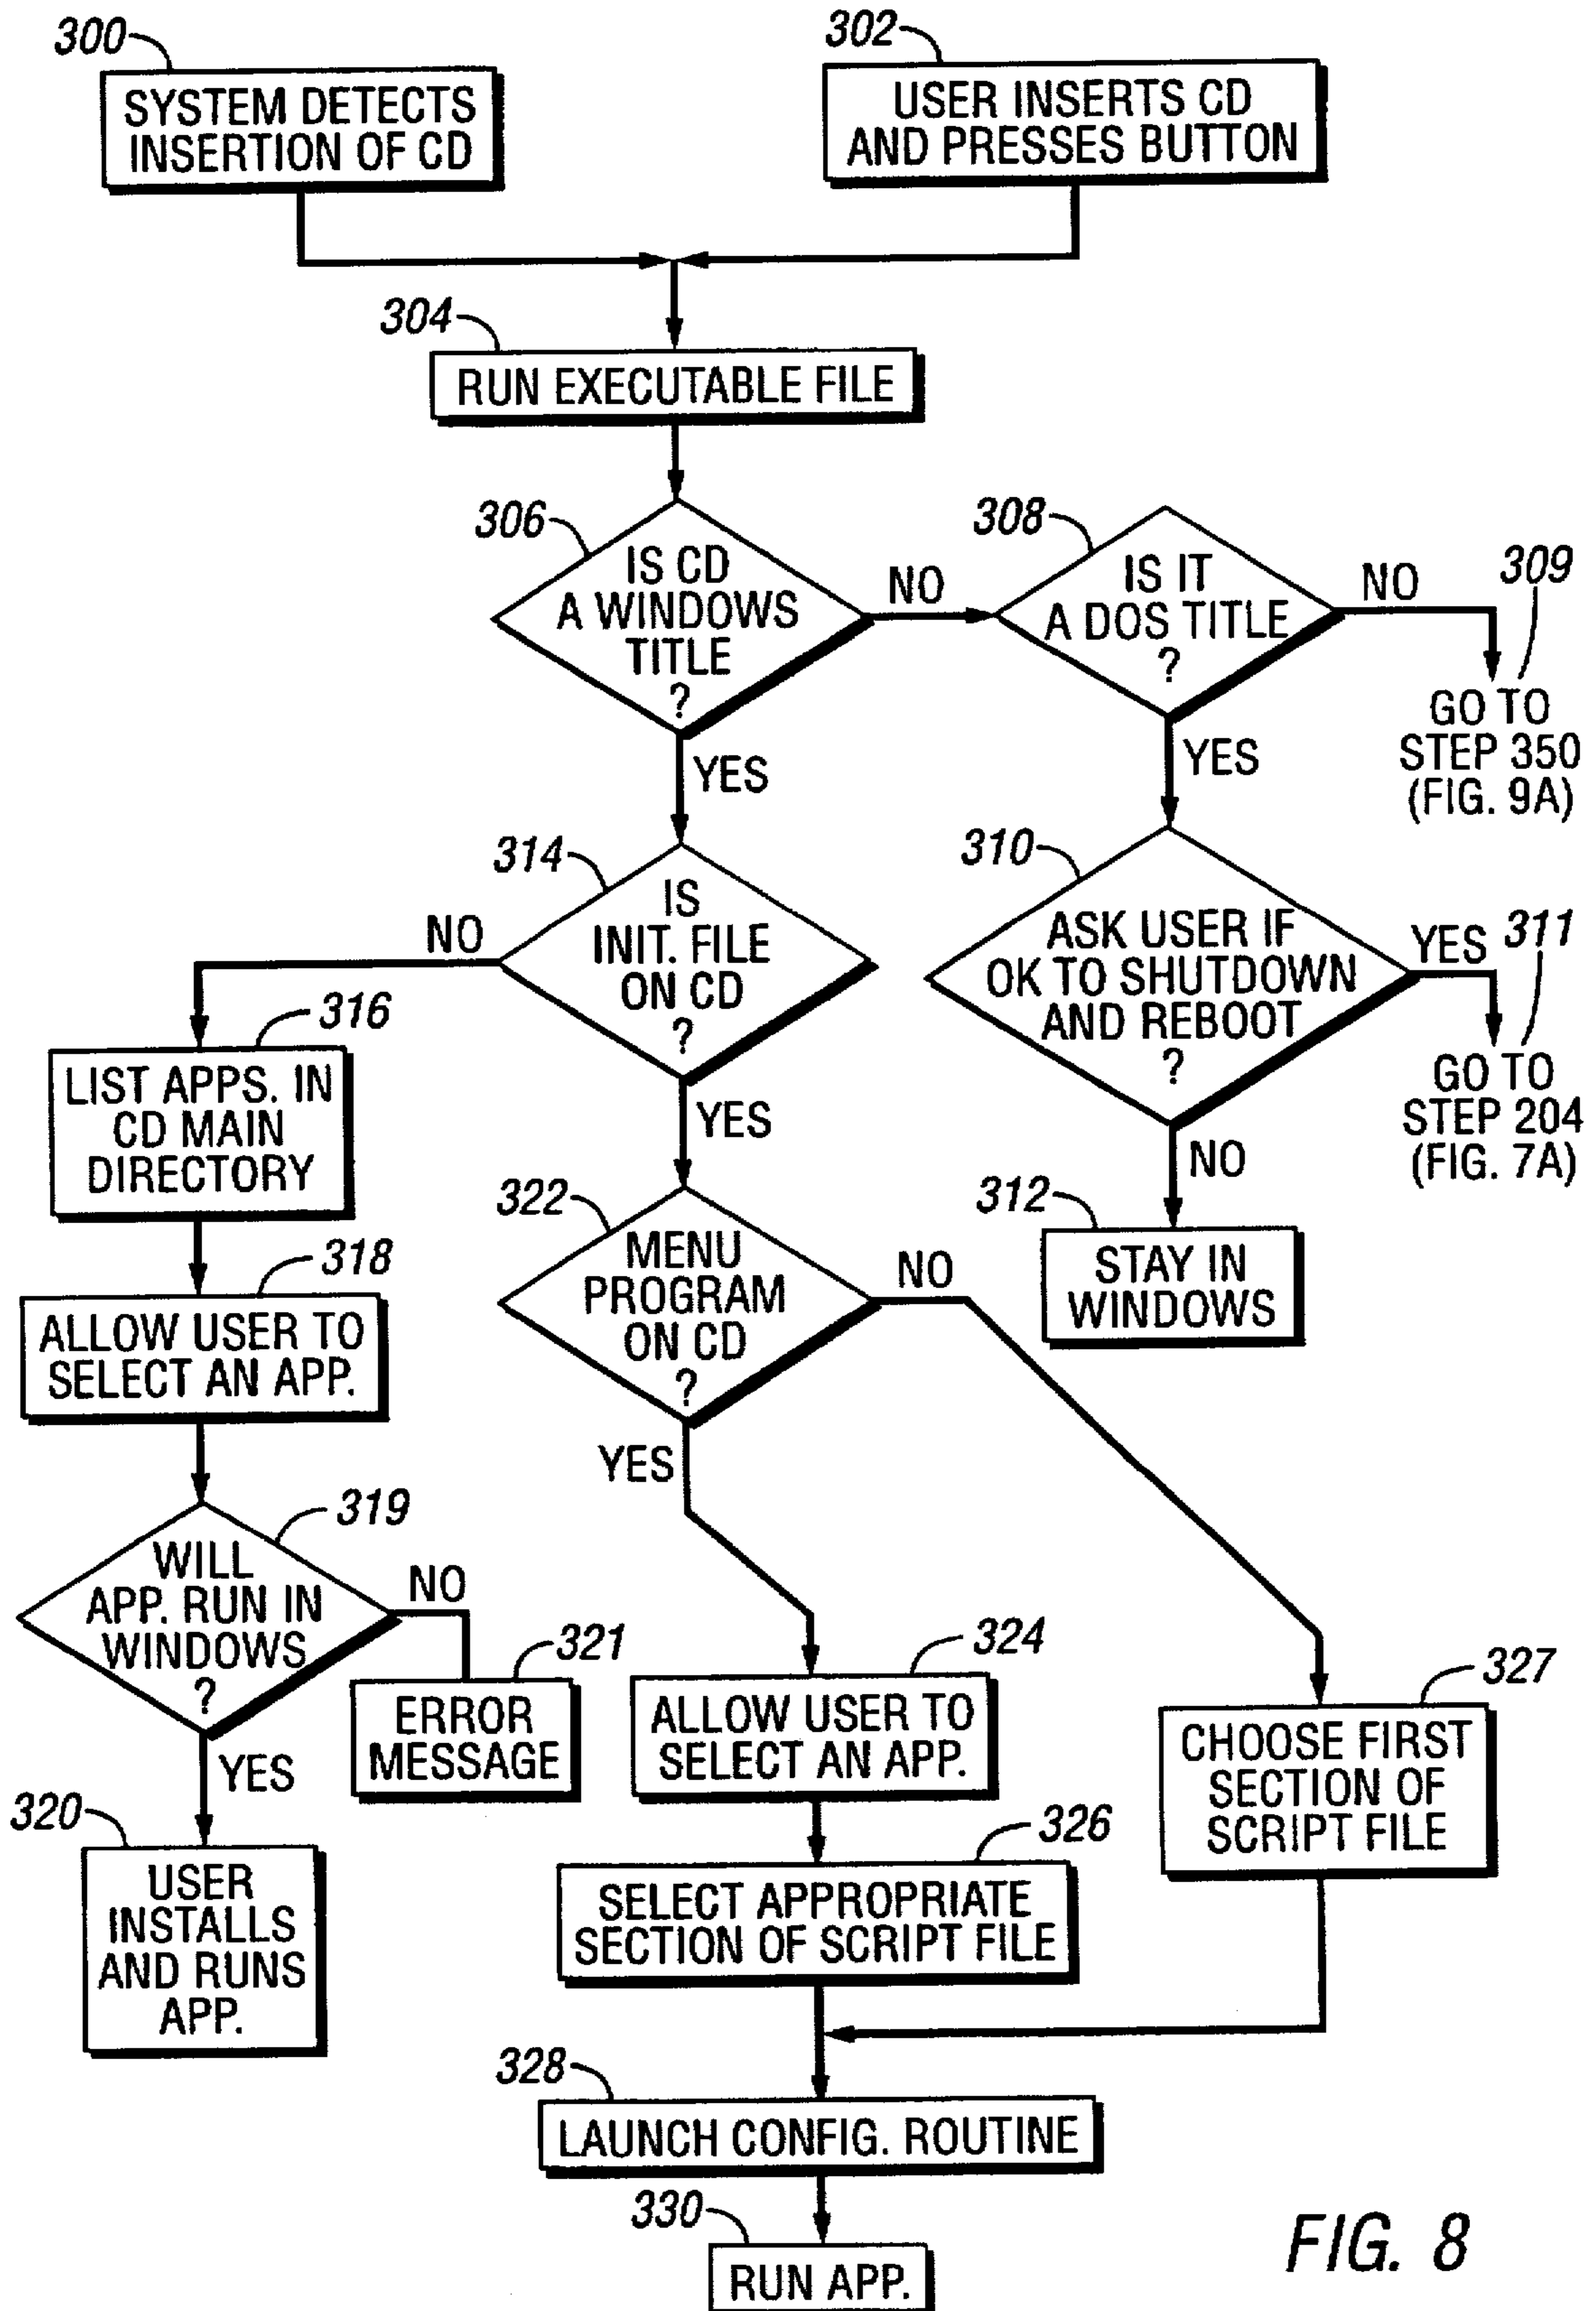 300
SYSTEM DETECTS
INSERTION OF CD
302
USER INSERTS CD
AND PRESSES BUTTON
304
RUN EXECUTABLE FILE
306
IS CD
A WINDOWS
TITLE
?
NO
YES
308
IS IT
A DOS TITLE
?
NO
YES
309
GO TO
STEP 350
(FIG. 9A)
310
ASK USER IF
OK TO SHUTDOWN
AND REBOOT
?
YES
NO
311
GO TO
STEP 204
(FIG. 7A)
312
STAY IN
WINDOWS
314
IS
INIT. FILE
ON CD
?
NO
YES
316
LIST APPS. IN
CD MAIN
DIRECTORY
318
ALLOW USER TO
SELECT AN APP.
319
WILL
APP. RUN IN
WINDOWS
?
NO
YES
321
ERROR
MESSAGE
320
USER
INSTALLS
AND RUNS
APP.
322
MENU
PROGRAM
ON CD
?
NO
YES
324
ALLOW USER TO
SELECT AN APP.
326
SELECT APPROPRIATE
SECTION OF SCRIPT FILE
327
CHOOSE FIRST
SECTION OF
SCRIPT FILE
328
LAUNCH CONFIG. ROUTINE
330
RUN APP.
FIG. 8